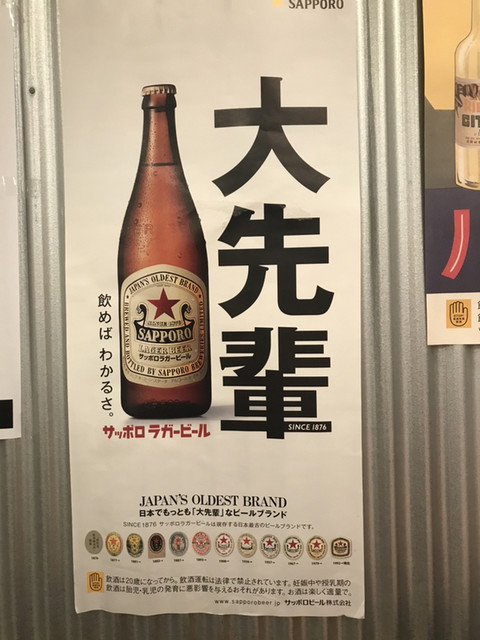 SAPPORO
大先輩
SINCE 1876
JAPAN'S OLDEST BRAND
SAPPORO
LAGER BEER
サッポロラガービール
BREWED AND BOTTLED BY SAPPORO BREWERIES
飲めば わかるさ。
サッポロ ラガービール
JAPAN'S OLDEST BRAND
日本でもっとも「大先輩」なビールブランド
SINCE 1876 サッポロラガービールは現存する日本最古のビールブランドです。
飲酒は20歳になってから。飲酒運転は法律で禁止されています。妊娠中や授乳期の
飲酒は胎児・乳児の発育に悪影響を与えるおそれがあります。お酒は楽しく適量で。
www.sapporobeer.jp サッポロビール株式会社